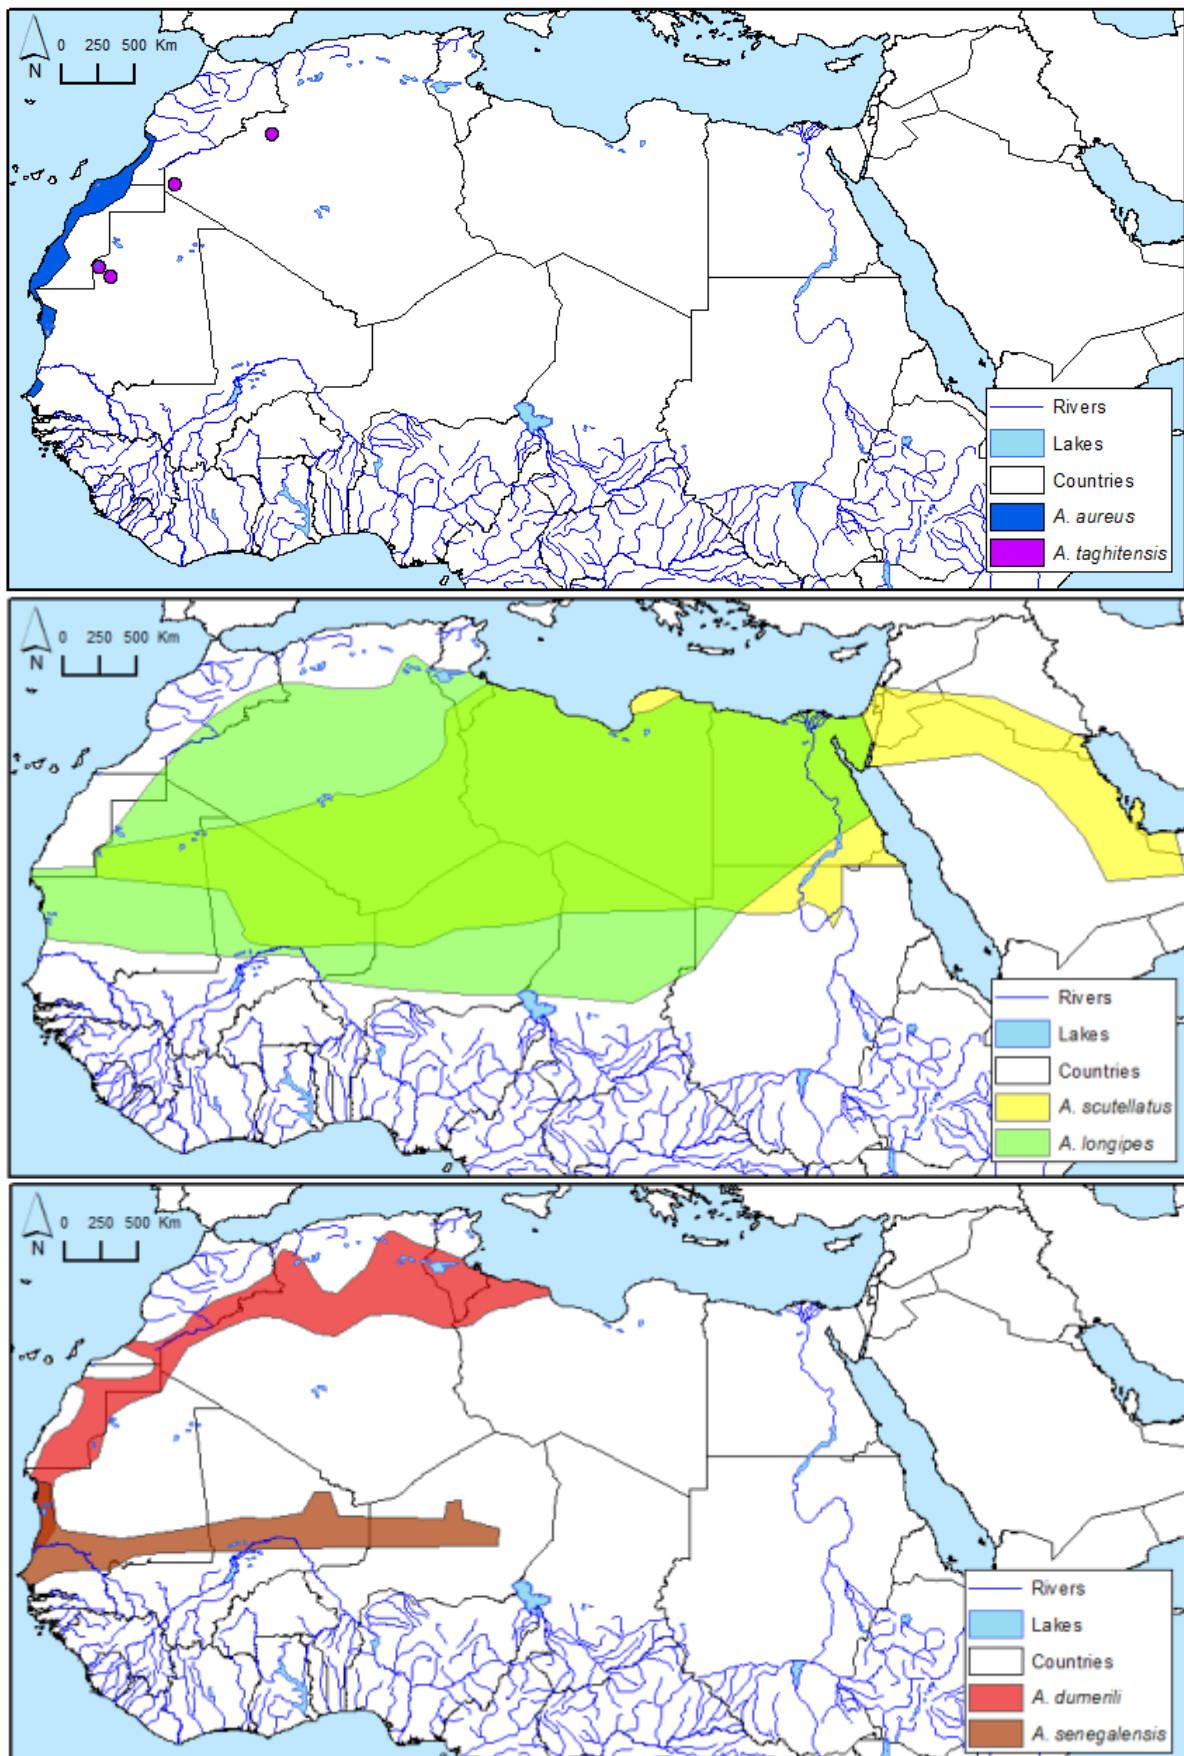 0 250 500 Km
N
Rivers
Lakes
Countries
A. aureus
A. taghitensis
0 250 500 Km
N
Rivers
Lakes
Countries
A. scutellatus
A. longipes
0 250 500 Km
N
Rivers
Lakes
Countries
A. dumerili
A. senegalensis